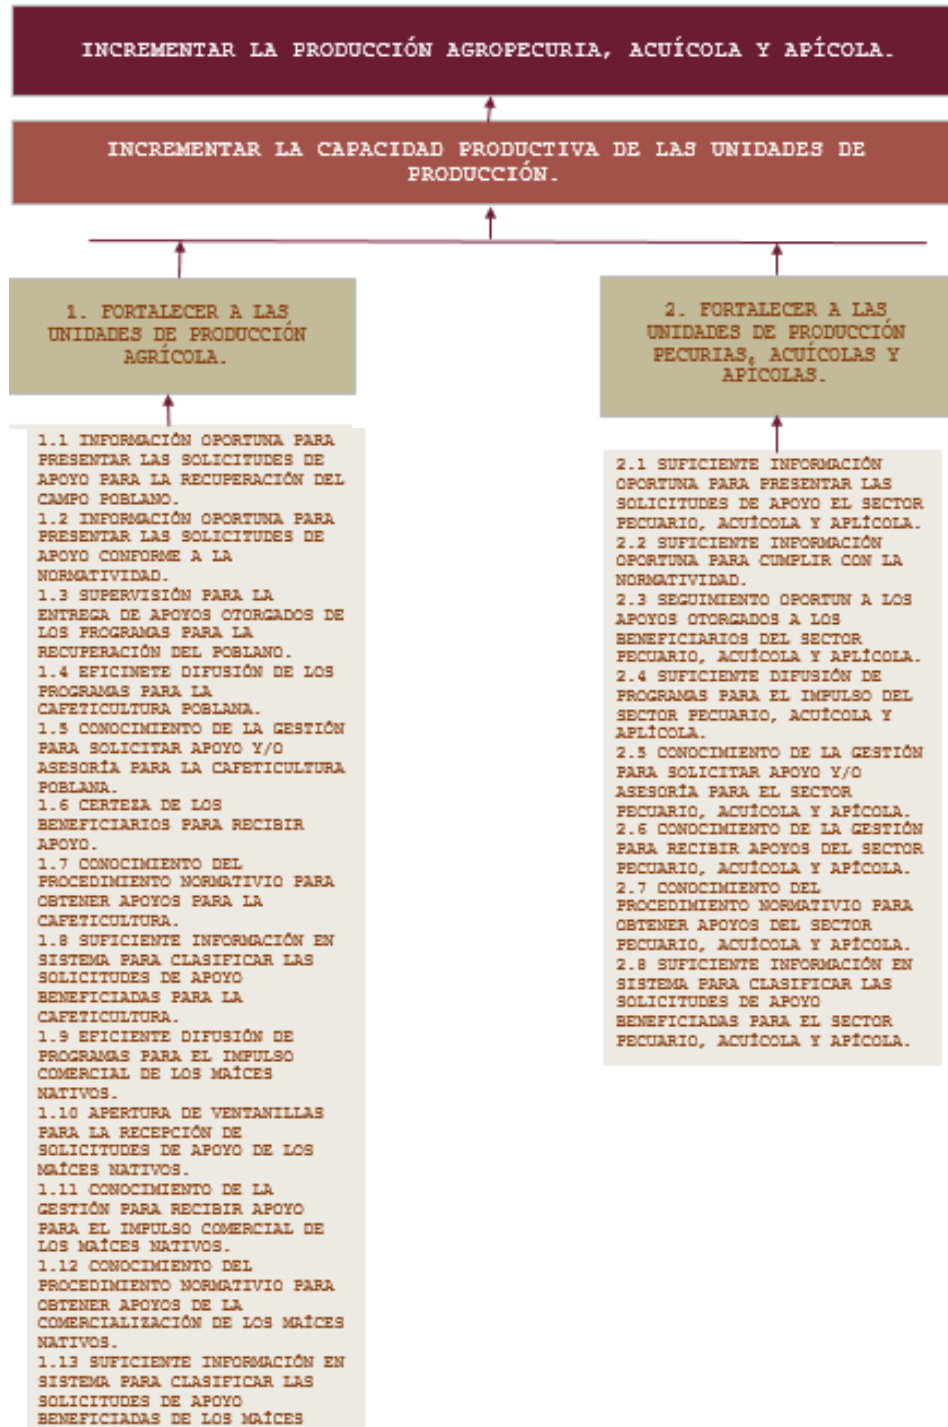 INCREMENTAR LA PRODUCCIÓN AGROPECURIA, ACUÍCOLA Y APÍCOLA.
INCREMENTAR LA CAPACIDAD PRODUCTIVA DE LAS UNIDADES DE
PRODUCCIÓN.
1. FORTALECER A LAS
UNIDADES DE PRODUCCIÓN
AGRÍCOLA.
1.1 INFORMACIÓN OPORTUNA PARA
PRESENTAR LAS SOLICITUDES DE
APOYO PARA LA RECUPERACIÓN DEL
CAMPO POBLANO.
1.2 INFORMACIÓN OPORTUNA PARA
PRESENTAR LAS SOLICITUDES DE
APOYO CONFORME A LA
NORMATIVIDAD.
1.3 SUPERVISIÓN PARA LA
ENTREGA DE APOYOS OTORGADOS DE
LOS PROGRAMAS PARA LA
RECUPERACIÓN DEL POBLANO.
1.4 EFICINETE DIFUSIÓN DE LOS
PROGRAMAS PARA LA
CAFETICULTURA POBLANA.
1.5 CONOCIMIENTO DE LA GESTIÓN
PARA SOLICITAR APOYO Y/O
ASESORÍA PARA LA CAFETICULTURA
POBLANA.
1.6 CERTEZA DE LOS
BENEFICIARIOS PARA RECIBIR
APOYO.
1.7 CONOCIMIENTO DEL
PROCEDIMIENTO NORMATIVIO PARA
OBTENER APOYOS PARA LA
CAFETICULTURA.
1.8 SUFICIENTE INFORMACIÓN EN
SISTEMA PARA CLASIFICAR LAS
SOLICITUDES DE APOYO
BENEFICIADAS PARA LA
CAFETICULTURA.
1.9 EFICIENTE DIFUSIÓN DE
PROGRAMAS PARA EL IMPULSO
COMERCIAL DE LOS MAÍCES
NATIVOS.
1.10 APERTURA DE VENTANILLAS
PARA LA RECEPCIÓN DE
SOLICITUDES DE APOYO DE LOS
MAÍCES NATIVOS.
1.11 CONOCIMIENTO DE LA
GESTIÓN PARA RECIBIR APOYO
PARA EL IMPULSO COMERCIAL DE
LOS MAÍCES NATIVOS.
1.12 CONOCIMIENTO DEL
PROCEDIMIENTO NORMATIVIO PARA
OBTENER APOYOS DE LA
COMERCIALIZACIÓN DE LOS MAÍCES
NATIVOS.
1.13 SUFICIENTE INFORMACIÓN EN
SISTEMA PARA CLASIFICAR LAS
SOLICITUDES DE APOYO
BENEFICIADAS DE LOS MAÍCES
2. FORTALECER A LAS
UNIDADES DE PRODUCCIÓN
PECURIAS, ACUÍCOLAS Y
APÍCOLAS.
2.1 SUFICIENTE INFORMACIÓN
OPORTUNA PARA PRESENTAR LAS
SOLICITUDES DE APOYO EL SECTOR
PECUARIO, ACUÍCOLA Y APLÍCOLA.
2.2 SUFICIENTE INFORMACIÓN
OPORTUNA PARA CUMPLIR CON LA
NORMATIVIDAD.
2.3 SEGUIMIENTO OPORTUN A LOS
APOYOS OTORGADOS A LOS
BENEFICIARIOS DEL SECTOR
PECUARIO, ACUÍCOLA Y APLÍCOLA.
2.4 SUFICIENTE DIFUSIÓN DE
PROGRAMAS PARA EL IMPULSO DEL
SECTOR PECUARIO, ACUÍCOLA Y
APLÍCOLA.
2.5 CONOCIMIENTO DE LA GESTIÓN
PARA SOLICITAR APOYO Y/O
ASESORÍA PARA EL SECTOR
PECUARIO, ACUÍCOLA Y APÍCOLA.
2.6 CONOCIMIENTO DE LA GESTIÓN
PARA RECIBIR APOYOS DEL SECTOR
PECUARIO, ACUÍCOLA Y APÍCOLA.
2.7 CONOCIMIENTO DEL
PROCEDIMIENTO NORMATIVIO PARA
OBTENER APOYOS DEL SECTOR
PECUARIO, ACUÍCOLA Y APÍCOLA.
2.8 SUFICIENTE INFORMACIÓN EN
SISTEMA PARA CLASIFICAR LAS
SOLICITUDES DE APOYO
BENEFICIADAS PARA EL SECTOR
PECUARIO, ACUÍCOLA Y APÍCOLA.